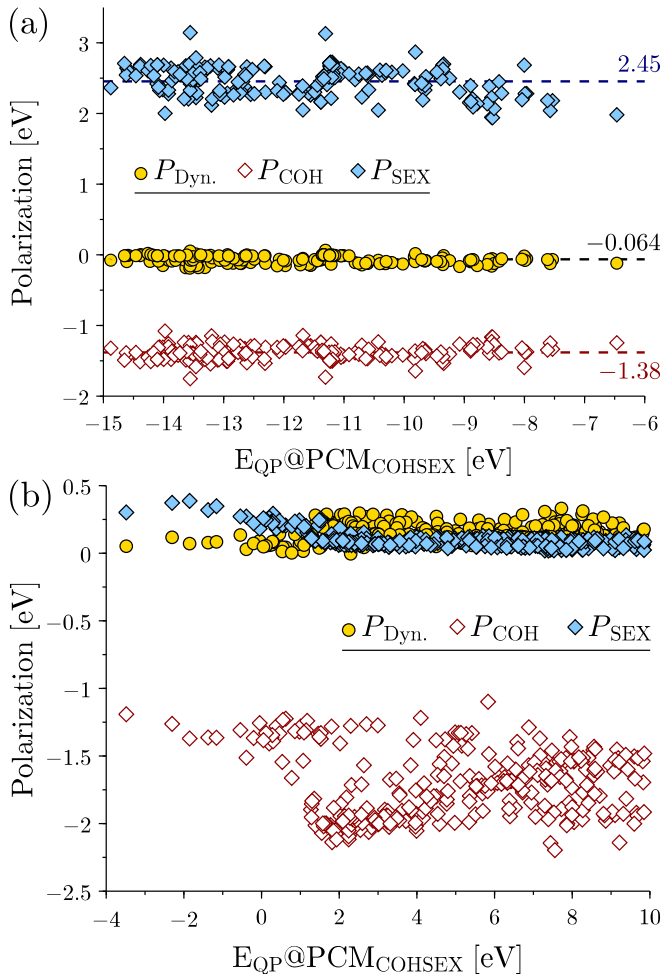 (a)
Polarization [eV]
3
2
1
0
−1
−2
2.45
P_Dyn. P_COH P_SEX
−0.064
−1.38
−15 −14 −13 −12 −11 −10 −9 −8 −7 −6
E_QP@PCM_COHSEX [eV]
(b)
Polarization [eV]
0.5
0
−0.5
−1
−1.5
−2
−2.5
P_Dyn. P_COH P_SEX
−4 −2 0 2 4 6 8 10
E_QP@PCM_COHSEX [eV]